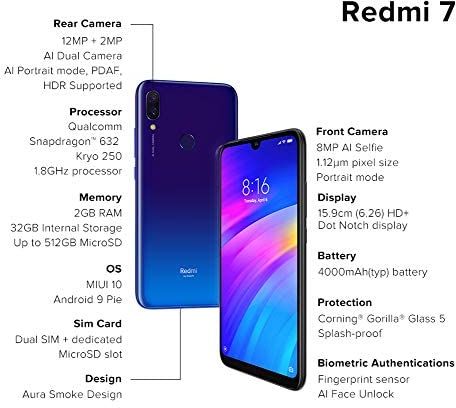 Redmi 7
Rear Camera
12MP + 2MP
AI Dual Camera
AI Portrait mode, PDAF,
HDR Supported
Processor
Qualcomm
Snapdragon™ 632
Kryo 250
1.8GHz processor
Memory
2GB RAM
32GB Internal Storage
Up to 512GB MicroSD
OS
MIUI 10
Android 9 Pie
Sim Card
Dual SIM + dedicated
MicroSD slot
Design
Aura Smoke Design
Redmi
8:16
Front Camera
8MP AI Selfie
1.12μm pixel size
Portrait mode
Display
15.9cm (6.26) HD+
Dot Notch display
Battery
4000mAh(typ) battery
Protection
Corning® Gorilla® Glass 5
Splash-proof
Biometric Authentications
Fingerprint sensor
AI Face Unlock